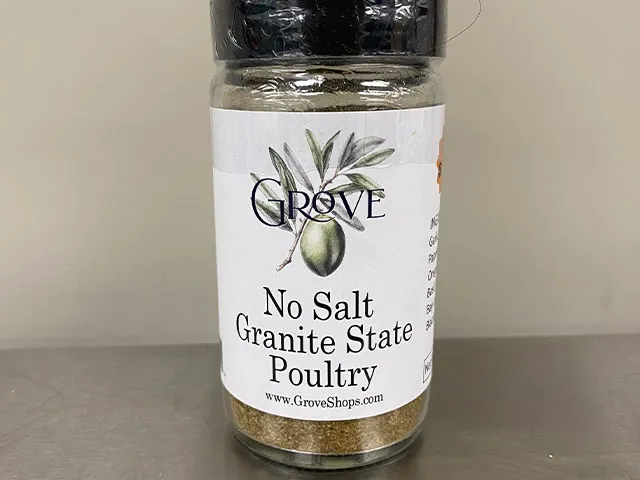 GROVE
No Salt
Granite State
Poultry
www.GroveShops.com